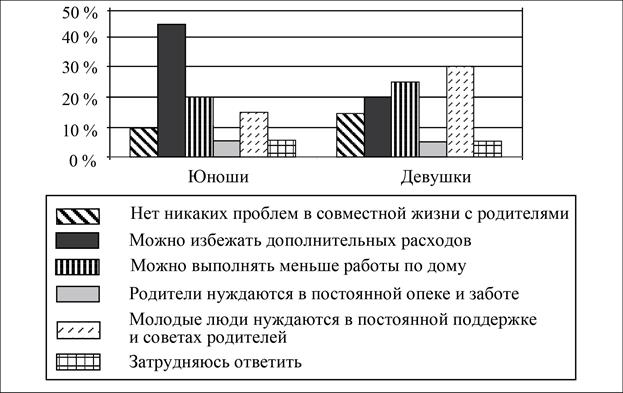 50 %
40 %
30 %
20 %
10 %
0 %
Юноши Девушки
Нет никаких проблем в совместной жизни с родителями
Можно избежать дополнительных расходов
Можно выполнять меньше работы по дому
Родители нуждаются в постоянной опеке и заботе
Молодые люди нуждаются в постоянной поддержке
и советах родителей
Затрудняюсь ответить